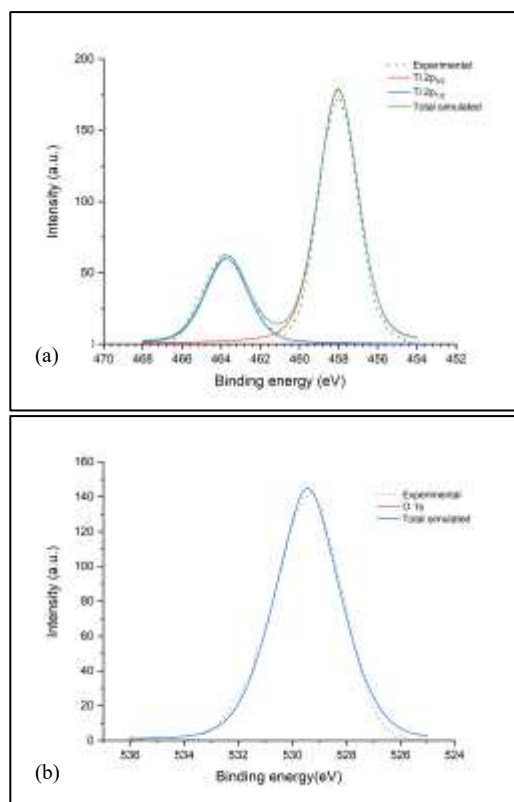 200
150
100
50
1
Intensity (a.u.)
Experimental
Ti 2p3/2
Ti 2p1/2
Total simulated
(a)
470 468 466 464 462 460 458 456 454 452
Binding energy (eV)
160
140
120
100
80
60
40
20
0
Intensity (a.u.)
Experimental
O 1s
Total simulated
(b)
536 534 532 530 528 526 524
Binding energy(eV)